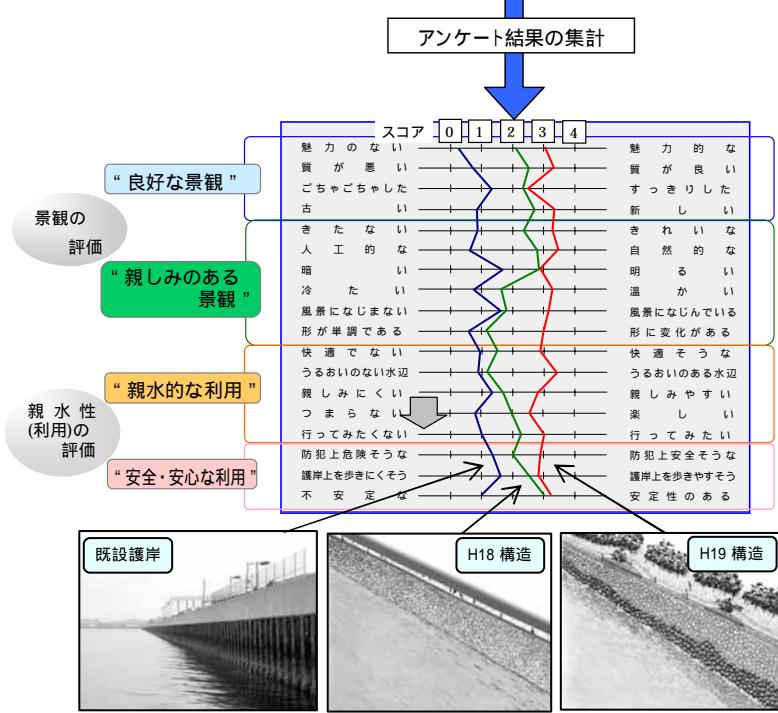 アンケート結果の集計
スコア 0 1 2 3 4
魅力のない 魅力的な
質が悪い 質が良い
ごちゃごちゃした すっきりした
古い 新しい
きたない きれいな
人工的な 自然的な
暗い 明るい
冷たい 温かい
風景になじまない 風景になじんでいる
形が単調である 形に変化がある
快適でない 快適そうな
うるおいのない水辺 うるおいのある水辺
親しみにくい 親しみやすい
つまらない 楽しい
行ってみたくない 行ってみたい
防犯上危険そうな 防犯上安全そうな
護岸上を歩きにくそう 護岸上を歩きやすそう
不安定な 安定性のある
景観の
評価
“良好な景観”
“親しみのある
景観”
親水性
(利用)の
評価
“親水的な利用”
“安全・安心な利用”
既設護岸
H18 構造
H19 構造